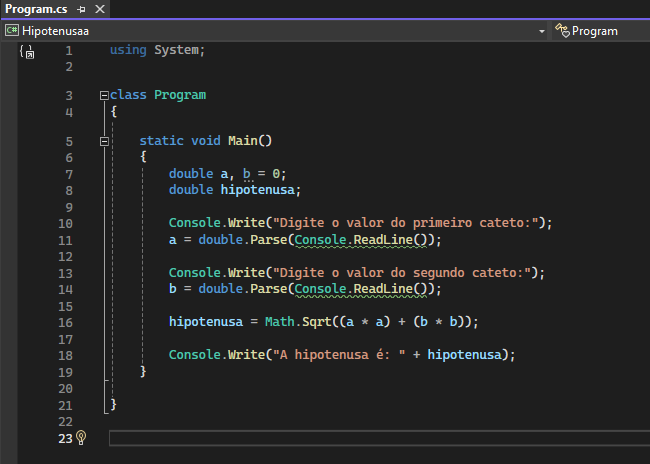 Program.cs
C# Hipotenusaa Program
1 using System;
2
3 class Program
4 {
5 static void Main()
6 {
7 double a, b = 0;
8 double hipotenusa;
9
10 Console.Write("Digite o valor do primeiro cateto:");
11 a = double.Parse(Console.ReadLine());
12
13 Console.Write("Digite o valor do segundo cateto:");
14 b = double.Parse(Console.ReadLine());
15
16 hipotenusa = Math.Sqrt((a * a) + (b * b));
17
18 Console.Write("A hipotenusa é: " + hipotenusa);
19 }
20
21 }
22
23